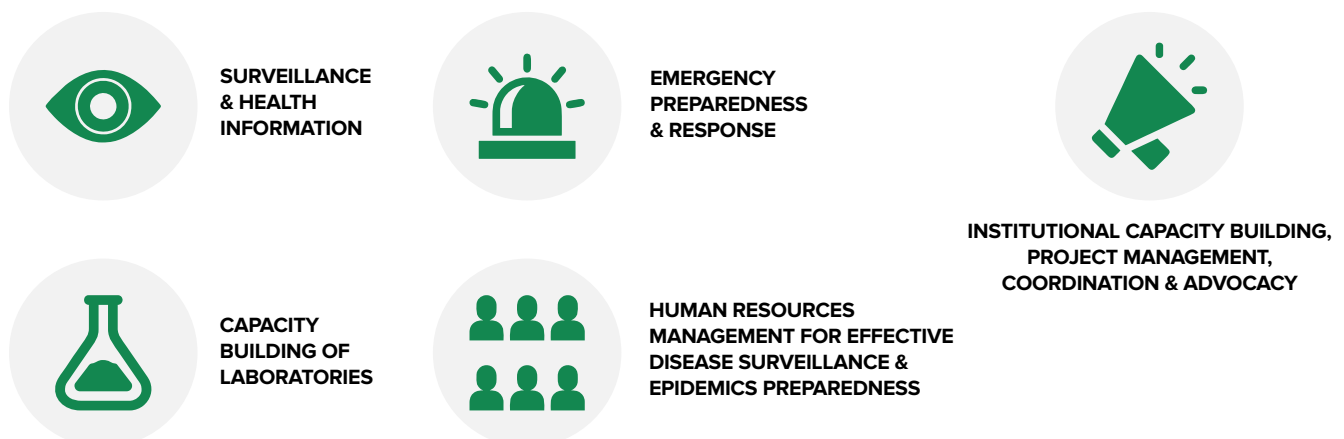 SURVEILLANCE
& HEALTH
INFORMATION
EMERGENCY
PREPAREDNESS
& RESPONSE
INSTITUTIONAL CAPACITY BUILDING,
PROJECT MANAGEMENT,
COORDINATION & ADVOCACY
CAPACITY
BUILDING OF
LABORATORIES
HUMAN RESOURCES
MANAGEMENT FOR EFFECTIVE
DISEASE SURVEILLANCE &
EPIDEMICS PREPAREDNESS